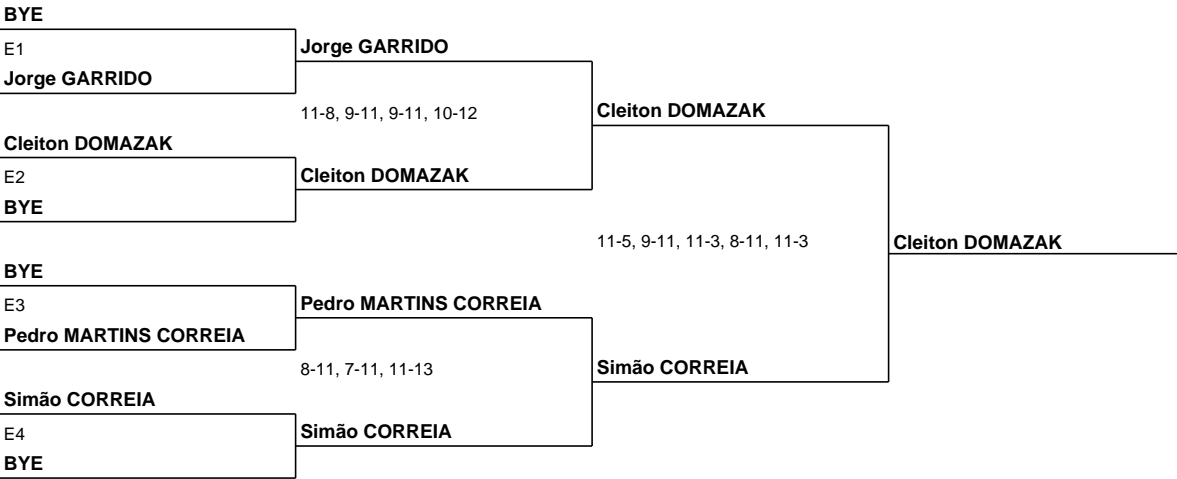 BYE
E1
Jorge GARRIDO
Jorge GARRIDO
11-8, 9-11, 9-11, 10-12
Cleiton DOMAZAK
Cleiton DOMAZAK
E2
Cleiton DOMAZAK
BYE
11-5, 9-11, 11-3, 8-11, 11-3
Cleiton DOMAZAK
BYE
E3
Pedro MARTINS CORREIA
Pedro MARTINS CORREIA
8-11, 7-11, 11-13
Simão CORREIA
Simão CORREIA
E4
Simão CORREIA
BYE